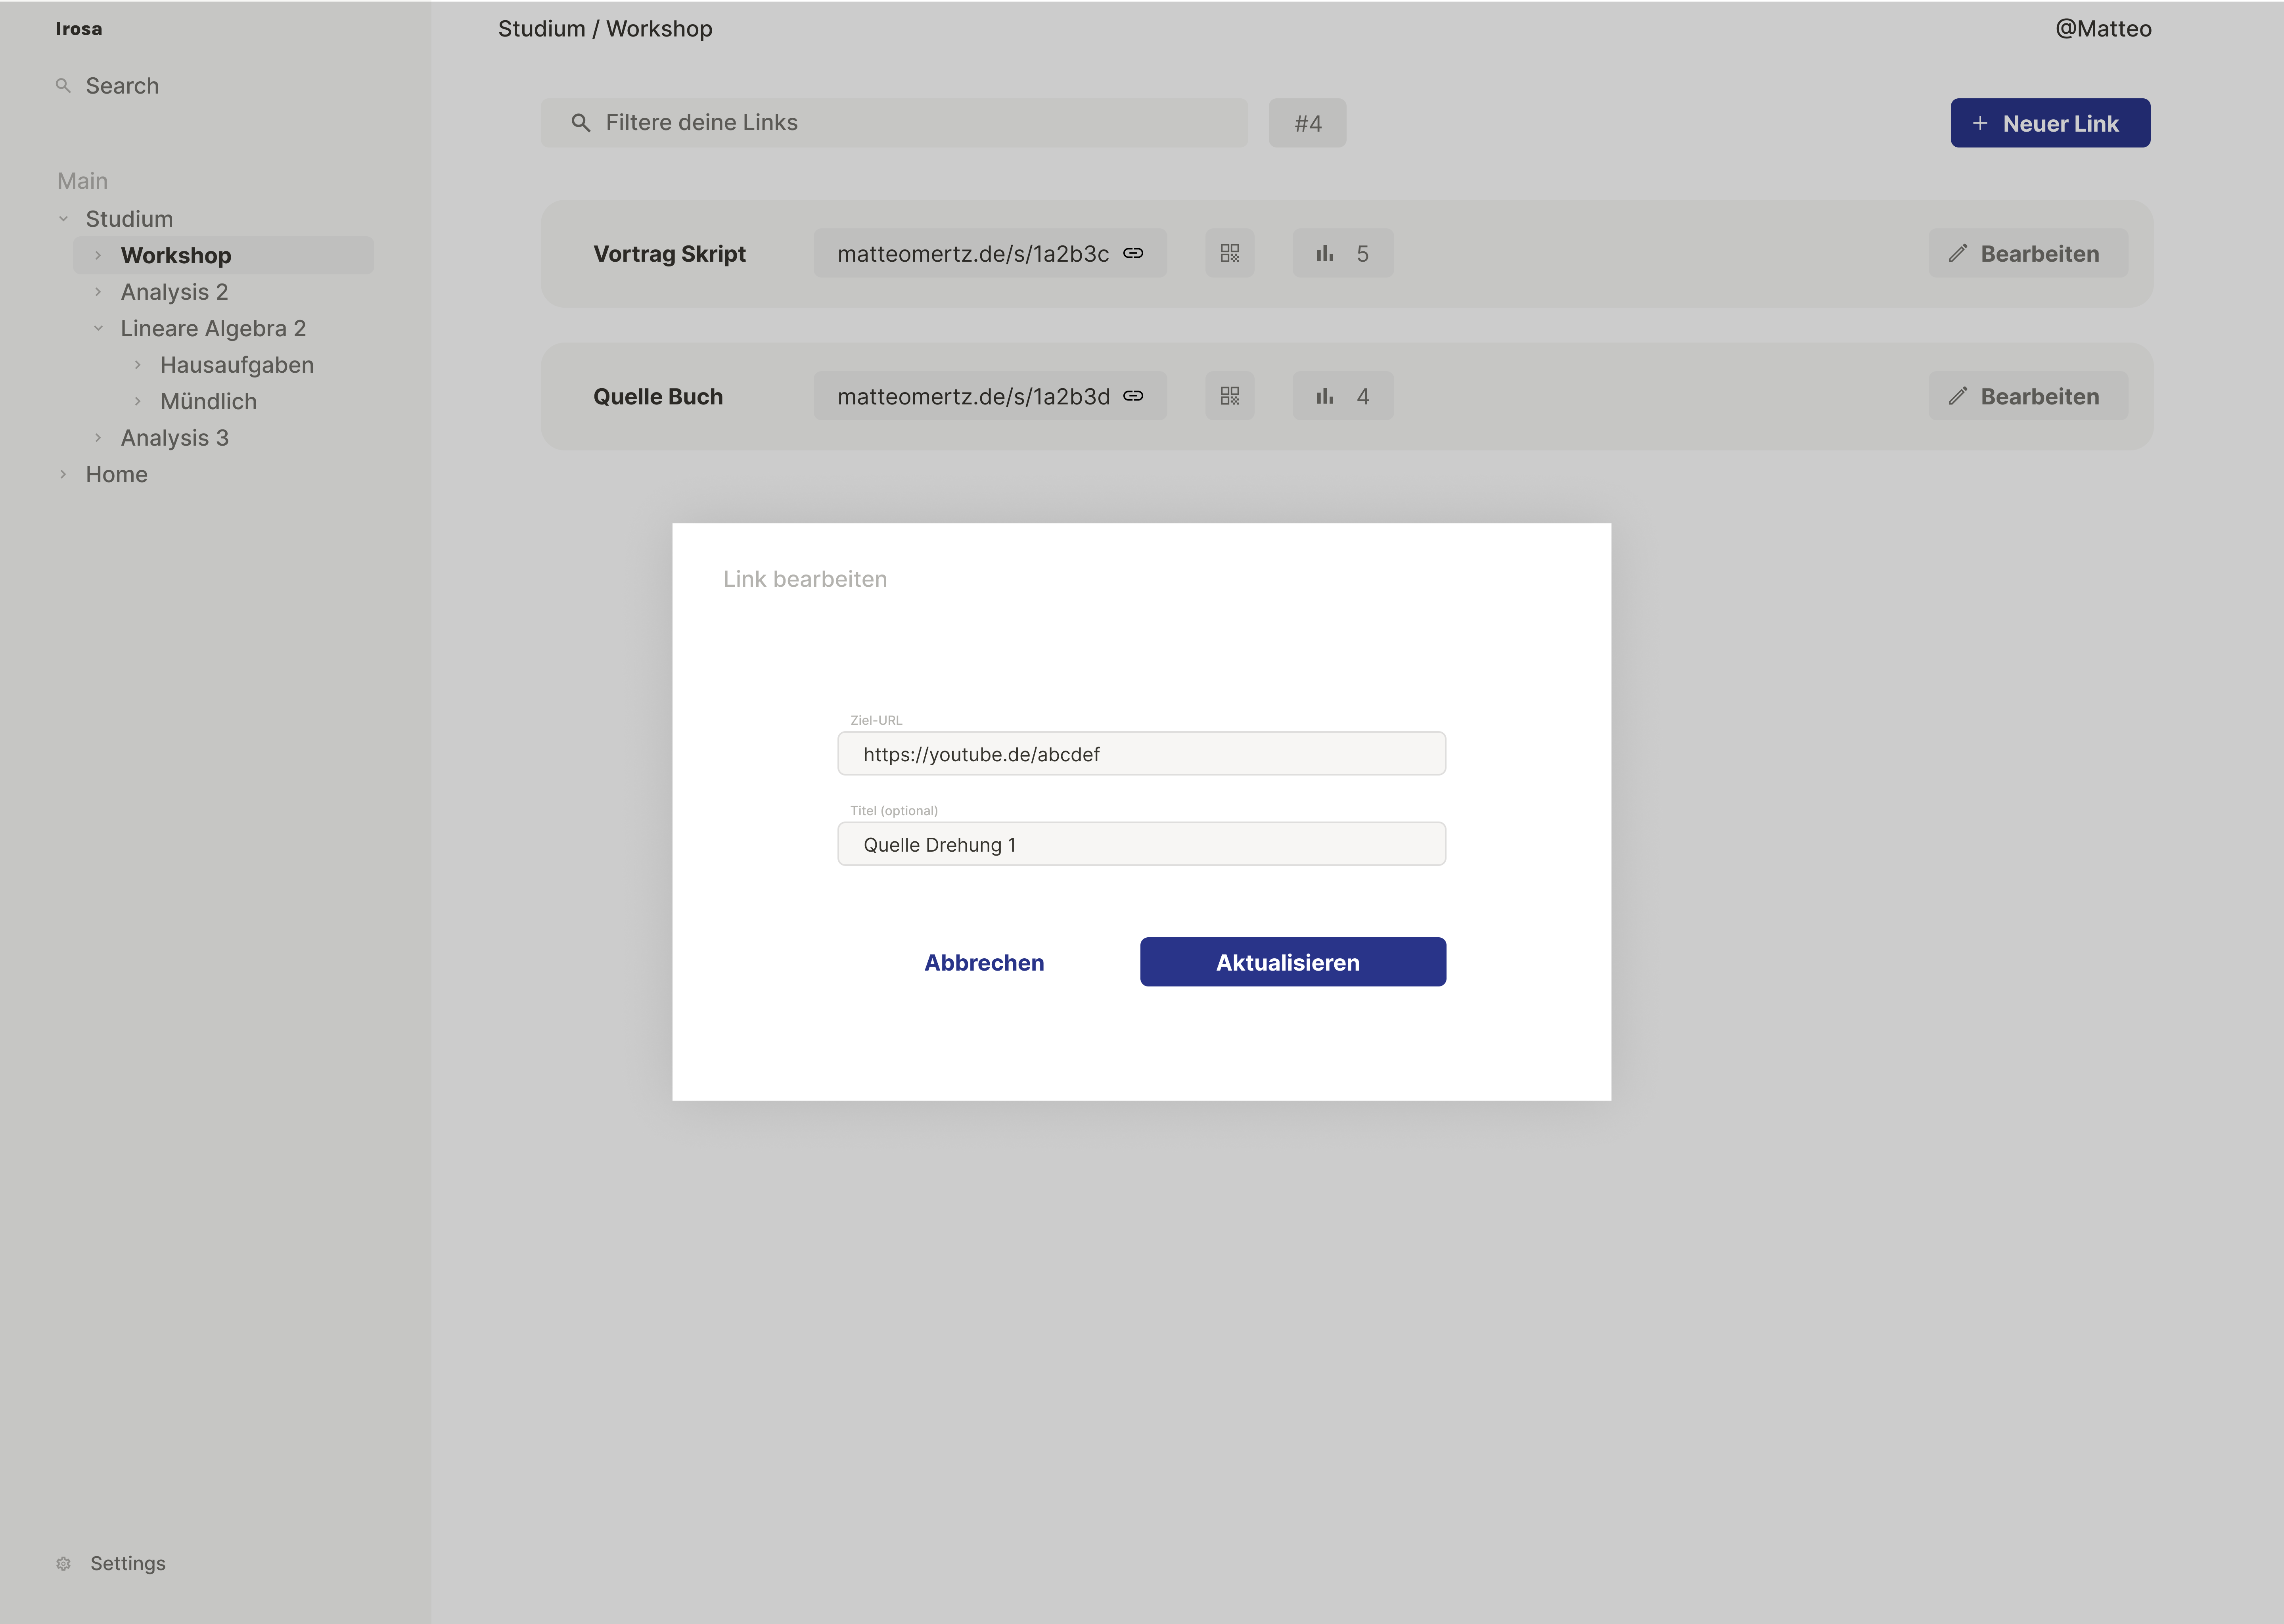 Irosa
Search
Main
Studium
Workshop
Analysis 2
Lineare Algebra 2
Hausaufgaben
Mündlich
Analysis 3
Home
Settings
Studium / Workshop
@Matteo
Filtere deine Links
#4
+ Neuer Link
Vortrag Skript
matteomertz.de/s/1a2b3c
5
Bearbeiten
Quelle Buch
matteomertz.de/s/1a2b3d
4
Bearbeiten
Link bearbeiten
Ziel-URL
https://youtube.de/abcdef
Titel (optional)
Quelle Drehung 1
Abbrechen
Aktualisieren